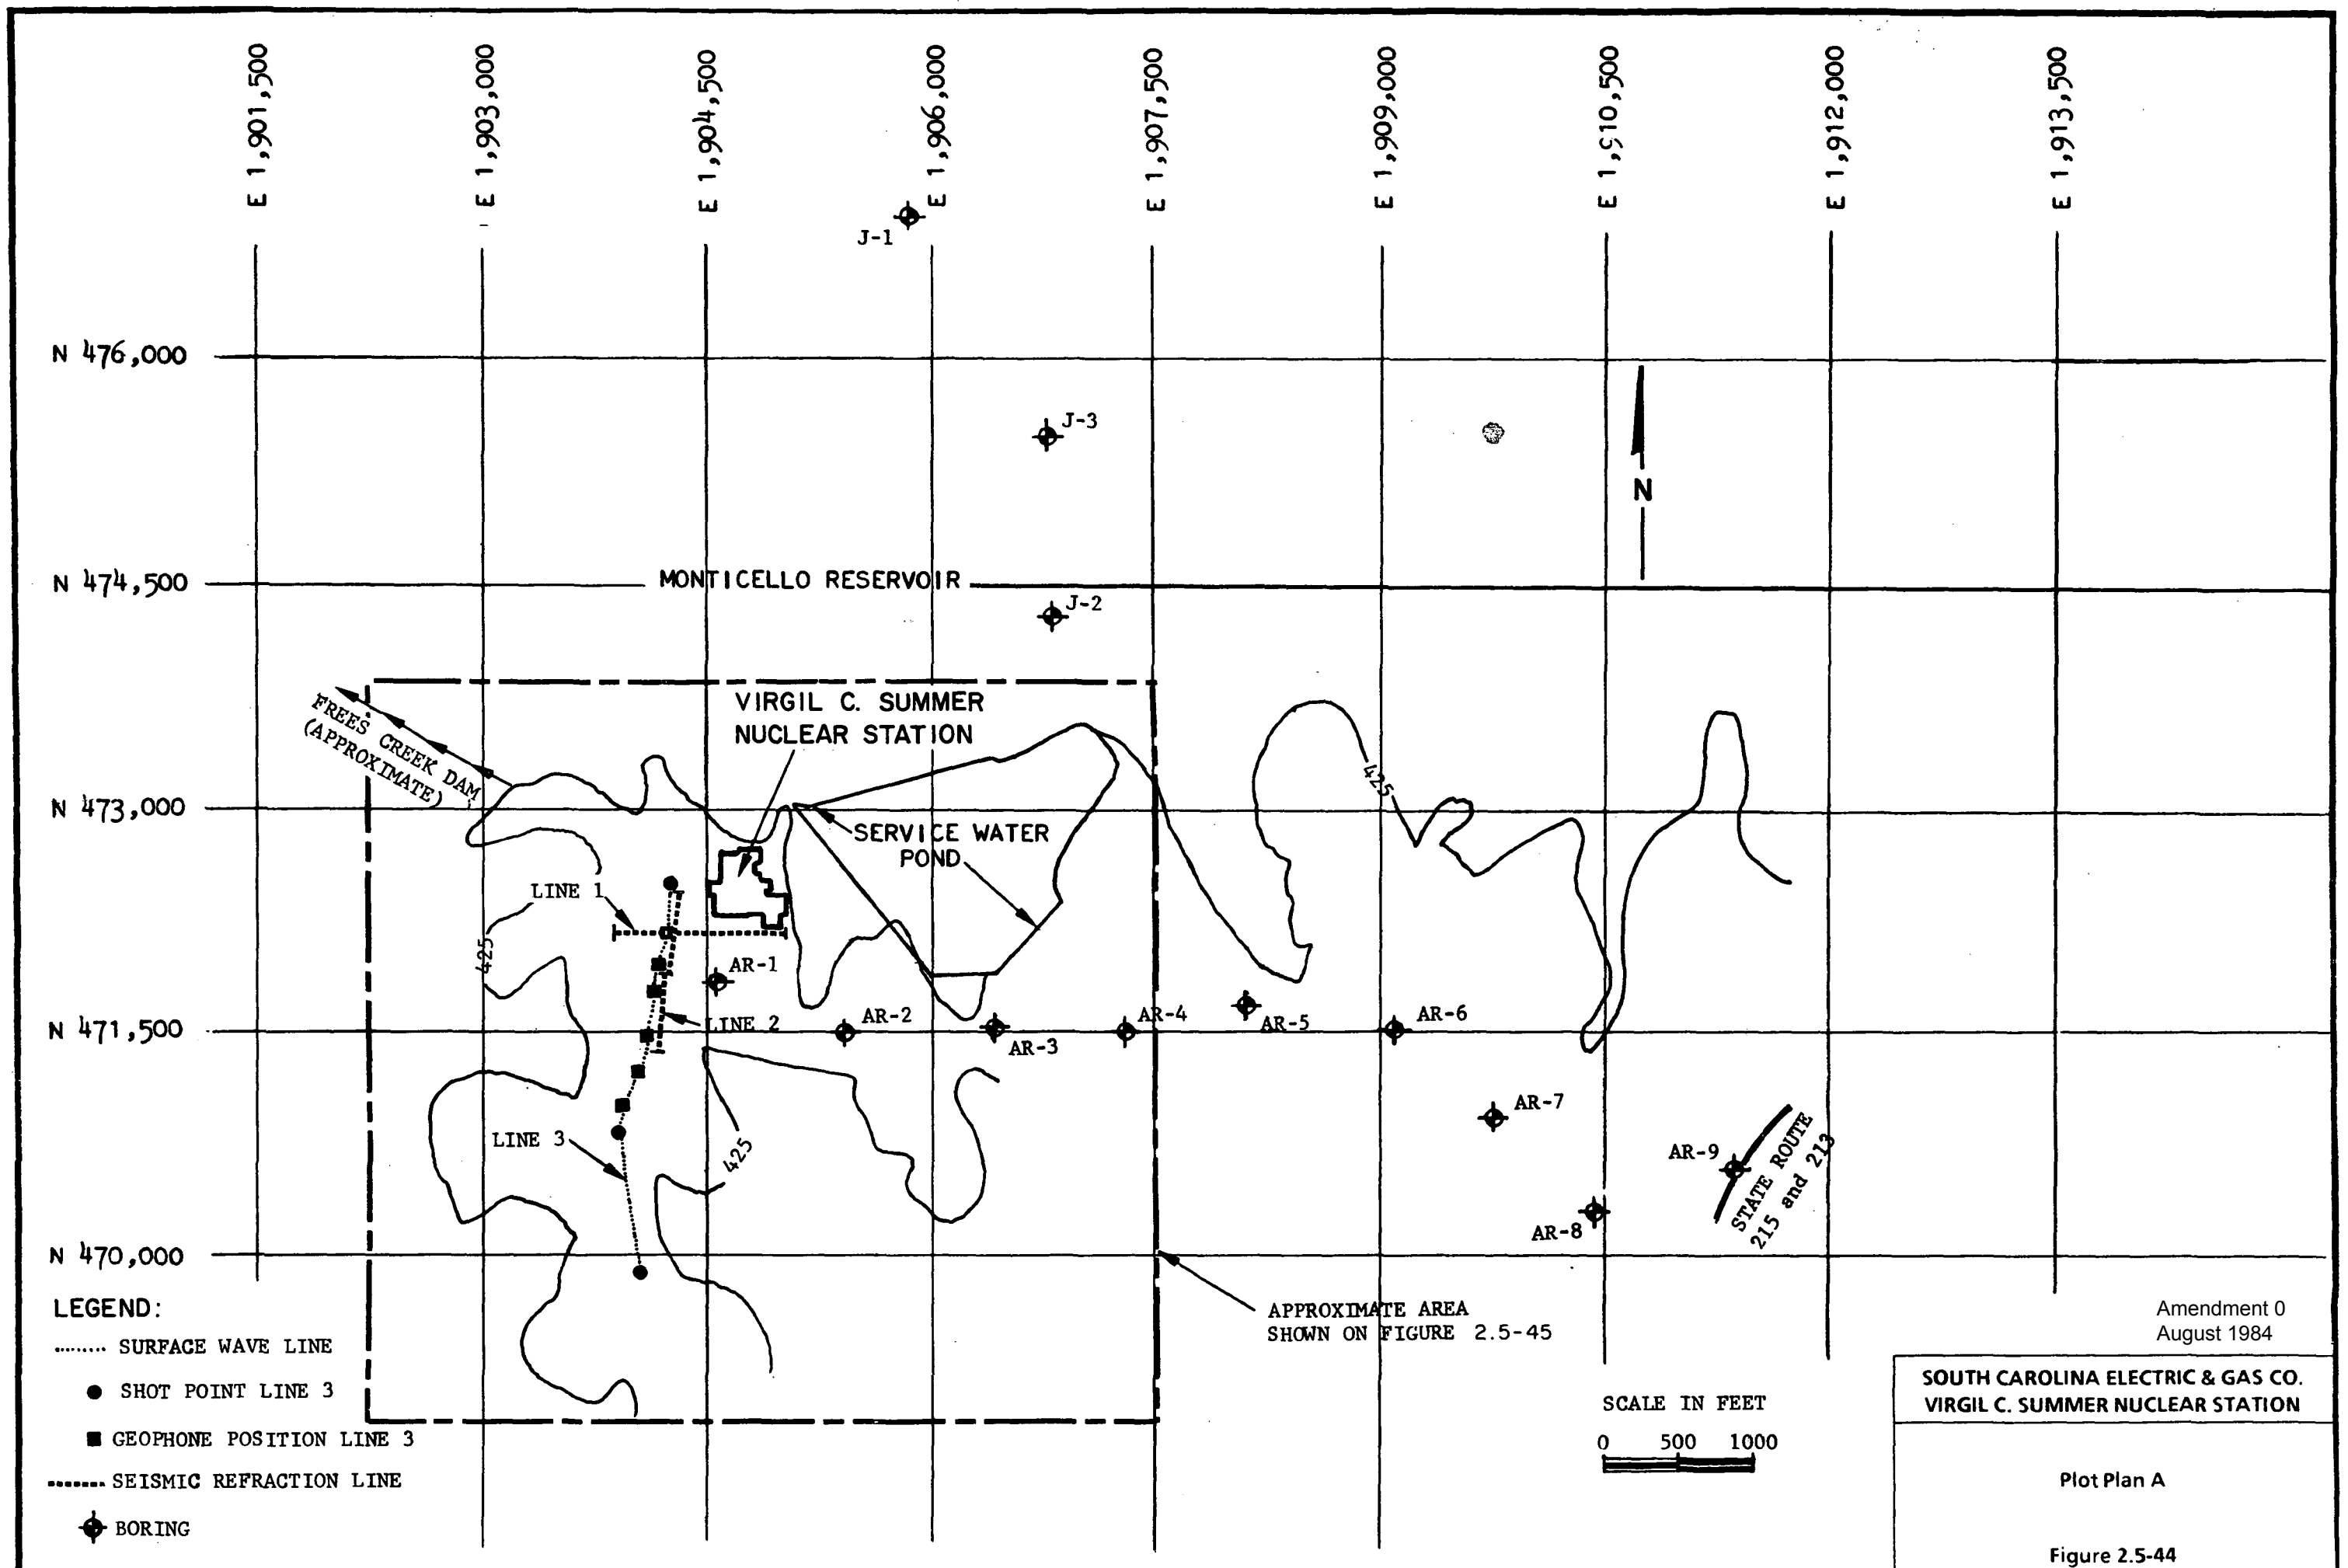 E 1,901,500
E 1,903,000
E 1,904,500
E 1,906,000
E 1,907,500
E 1,909,000
E 1,910,500
E 1,912,000
E 1,913,500
J-1
N 476,000
J-3
N
N 474,500
MONTICELLO RESERVOIR
J-2
FREES CREEK DAM
(APPROXIMATE)
VIRGIL C. SUMMER
NUCLEAR STATION
425
N 473,000
SERVICE WATER
POND
LINE 1
425
AR-1
N 471,500
LINE 2
AR-2
AR-3
AR-4
AR-5
AR-6
AR-7
LINE 3
425
AR-9
STATE ROUTE
215 and 213
AR-8
N 470,000
LEGEND:
SURFACE WAVE LINE
SHOT POINT LINE 3
GEOPHONE POSITION LINE 3
SEISMIC REFRACTION LINE
BORING
APPROXIMATE AREA
SHOWN ON FIGURE 2.5-45
SCALE IN FEET
0 500 1000
Amendment 0
August 1984
SOUTH CAROLINA ELECTRIC & GAS CO.
VIRGIL C. SUMMER NUCLEAR STATION
Plot Plan A
Figure 2.5-44